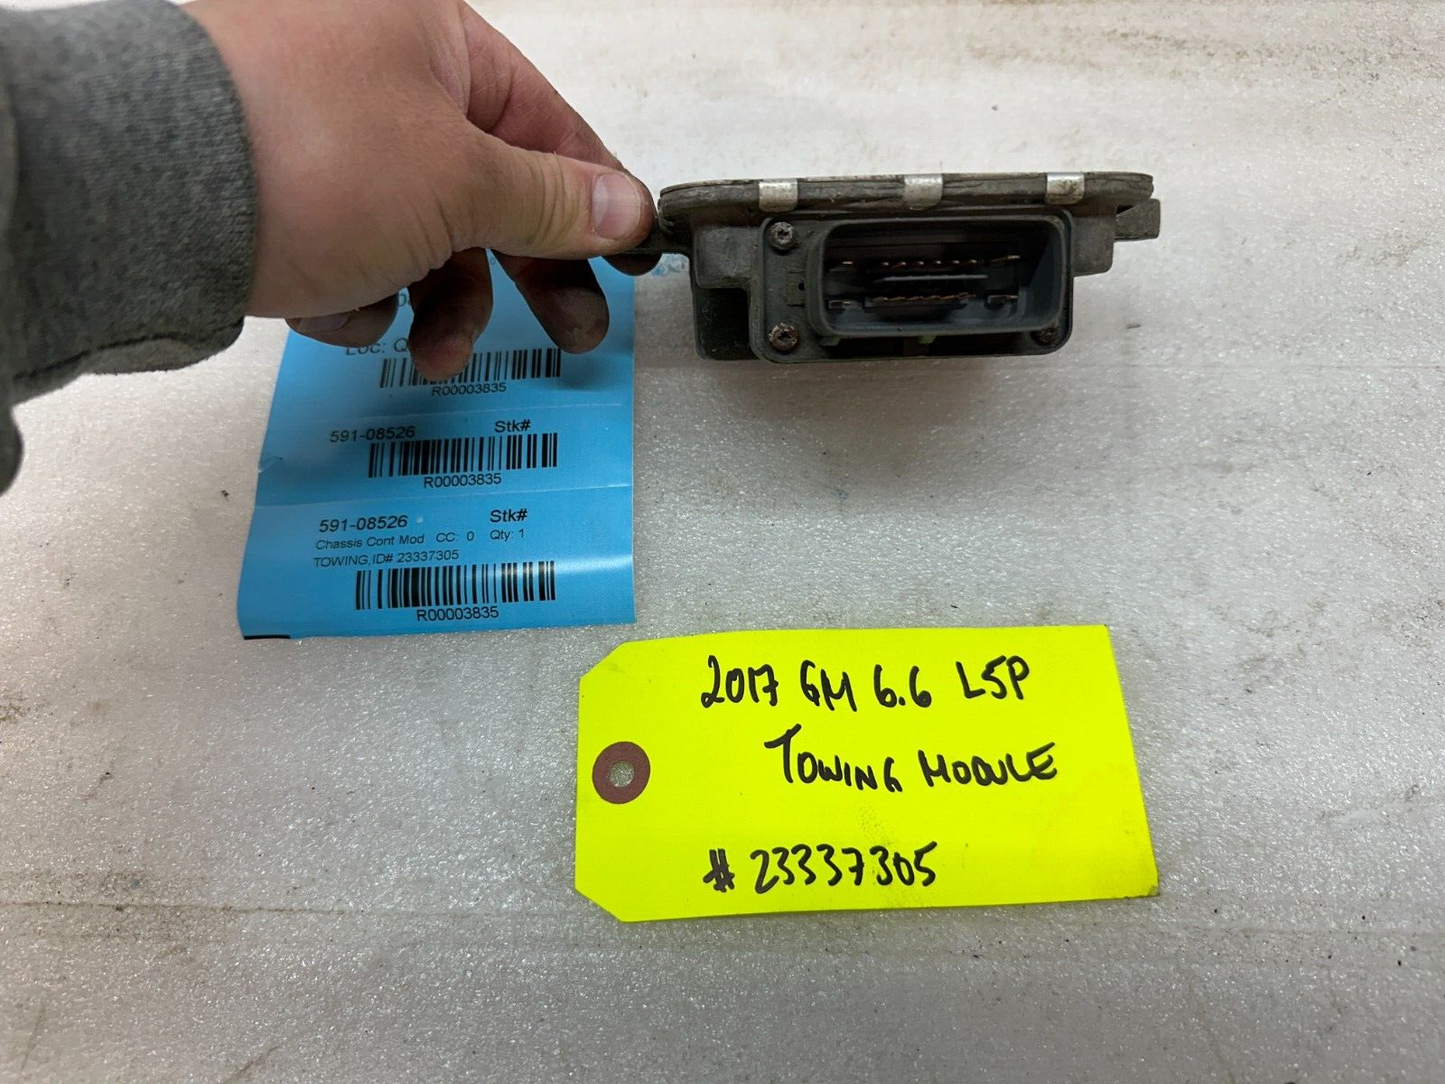 Loc: Q
R00003835
591-08526 Stk#
R00003835
591-08526 Stk#
Chassis Cont Mod CC: 0 Qty: 1
TOWING,ID# 23337305
R00003835
2017 GM 6.6 L5P
TOWING MODULE
# 23337305